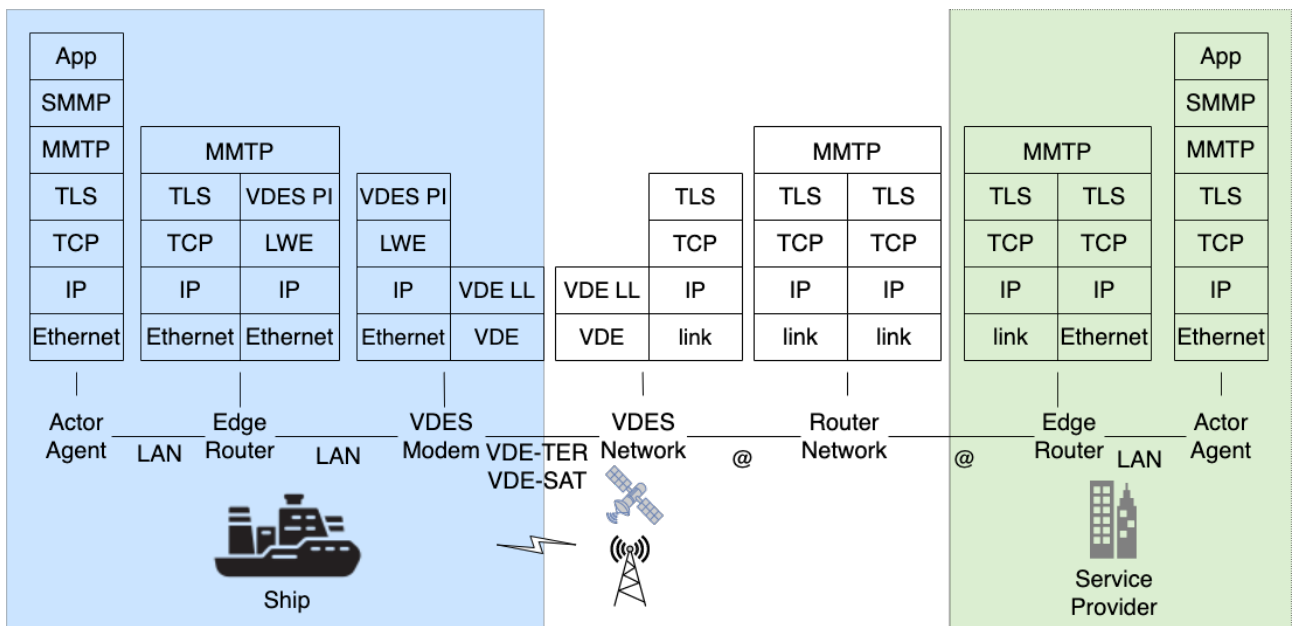 App
App
SMMP
SMMP
MMTP
MMTP
MMTP
MMTP
MMTP
TLS
TLS
VDES PI
VDES PI
TLS
TLS
TLS
TLS
TLS
TLS
TCP
TCP
LWE
LWE
TCP
TCP
TCP
TCP
TCP
TCP
IP
IP
IP
IP
VDE LL
VDE LL
IP
IP
IP
IP
IP
IP
Ethernet
Ethernet
Ethernet
Ethernet
VDE
VDE
link
link
link
link
Ethernet
Ethernet
Actor
Agent
LAN
Edge
Router
LAN
VDES
Modem
VDE-TER
VDE-SAT
VDES
Network
@
Router
Network
@
Edge
Router
LAN
Actor
Agent
Ship
Service
Provider